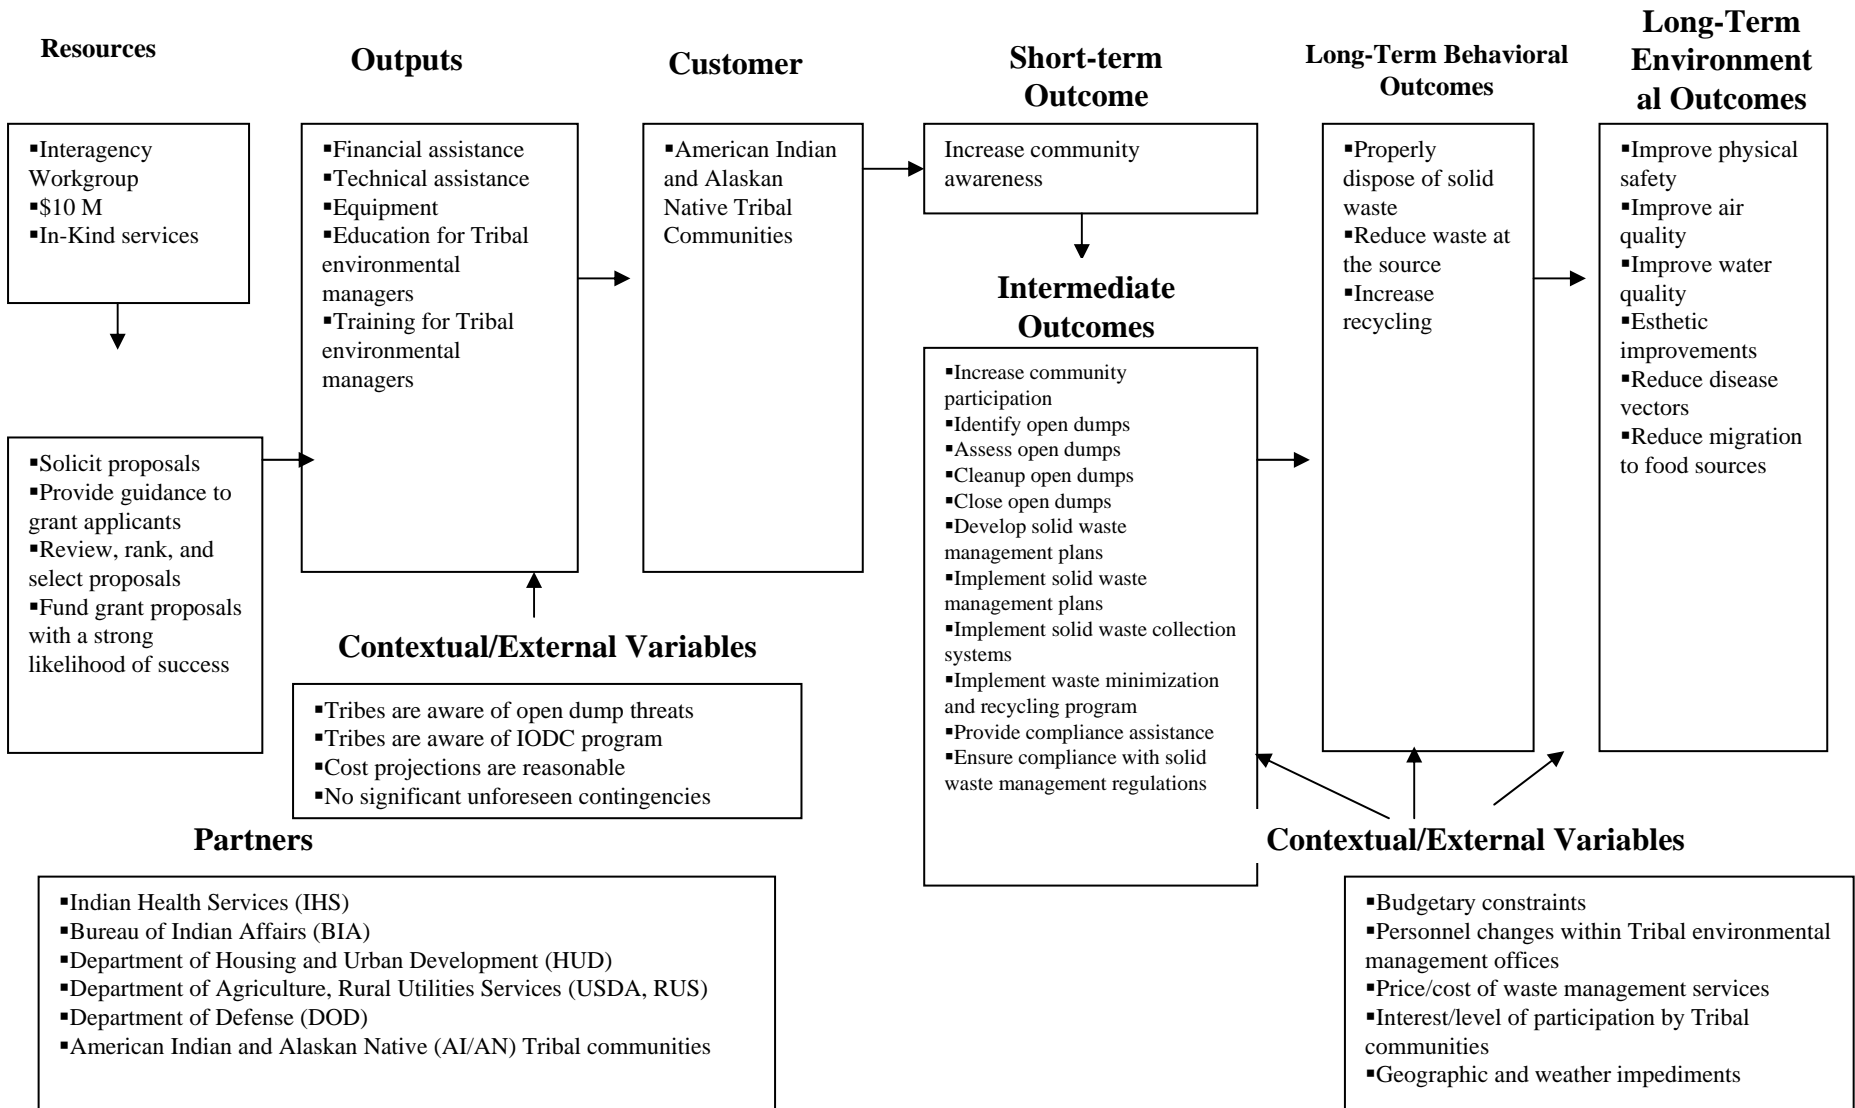 Resources
▪Interagency
Workgroup
▪$10 M
▪In-Kind services
▪Solicit proposals
▪Provide guidance to
grant applicants
▪Review, rank, and
select proposals
▪Fund grant proposals
with a strong
likelihood of success
Outputs
▪Financial assistance
▪Technical assistance
▪Equipment
▪Education for Tribal
environmental
managers
▪Training for Tribal
environmental
managers
Customer
▪American Indian
and Alaskan
Native Tribal
Communities
Short-term
Outcome
Increase community
awareness
Intermediate
Outcomes
▪Increase community
participation
▪Identify open dumps
▪Assess open dumps
▪Cleanup open dumps
▪Close open dumps
▪Develop solid waste
management plans
▪Implement solid waste
management plans
▪Implement solid waste collection
systems
▪Implement waste minimization
and recycling program
▪Provide compliance assistance
▪Ensure compliance with solid
waste management regulations
Long-Term Behavioral
Outcomes
▪Properly
dispose of solid
waste
▪Reduce waste at
the source
▪Increase
recycling
Long-Term
Environment
al Outcomes
▪Improve physical
safety
▪Improve air
quality
▪Improve water
quality
▪Esthetic
improvements
▪Reduce disease
vectors
▪Reduce migration
to food sources
Contextual/External Variables
▪Tribes are aware of open dump threats
▪Tribes are aware of IODC program
▪Cost projections are reasonable
▪No significant unforeseen contingencies
Partners
▪Indian Health Services (IHS)
▪Bureau of Indian Affairs (BIA)
▪Department of Housing and Urban Development (HUD)
▪Department of Agriculture, Rural Utilities Services (USDA, RUS)
▪Department of Defense (DOD)
▪American Indian and Alaskan Native (AI/AN) Tribal communities
Contextual/External Variables
▪Budgetary constraints
▪Personnel changes within Tribal environmental
management offices
▪Price/cost of waste management services
▪Interest/level of participation by Tribal
communities
▪Geographic and weather impediments